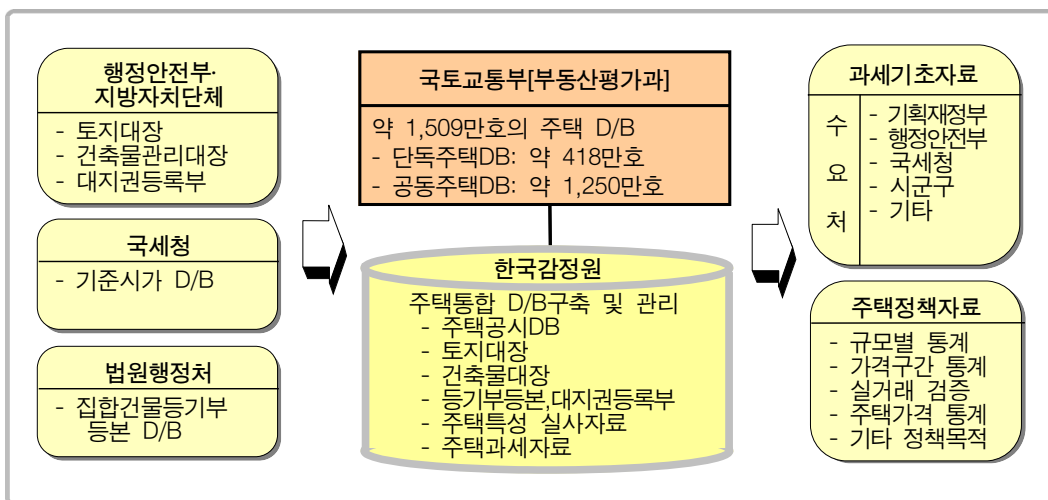 행정안전부·
지방자치단체
- 토지대장
- 건축물관리대장
- 대지권등록부
국세청
- 기준시가 D/B
법원행정처
- 집합건물등기부
등본 D/B
국토교통부[부동산평가과]
약 1,509만호의 주택 D/B
- 단독주택DB: 약 418만호
- 공동주택DB: 약 1,250만호
한국감정원
주택통합 D/B구축 및 관리
- 주택공시DB
- 토지대장
- 건축물대장
- 등기부등본,대지권등록부
- 주택특성 실사자료
- 주택과세자료
과세기초자료
수요처
- 기획재정부
- 행정안전부
- 국세청
- 시군구
- 기타
주택정책자료
- 규모별 통계
- 가격구간 통계
- 실거래 검증
- 주택가격 통계
- 기타 정책목적